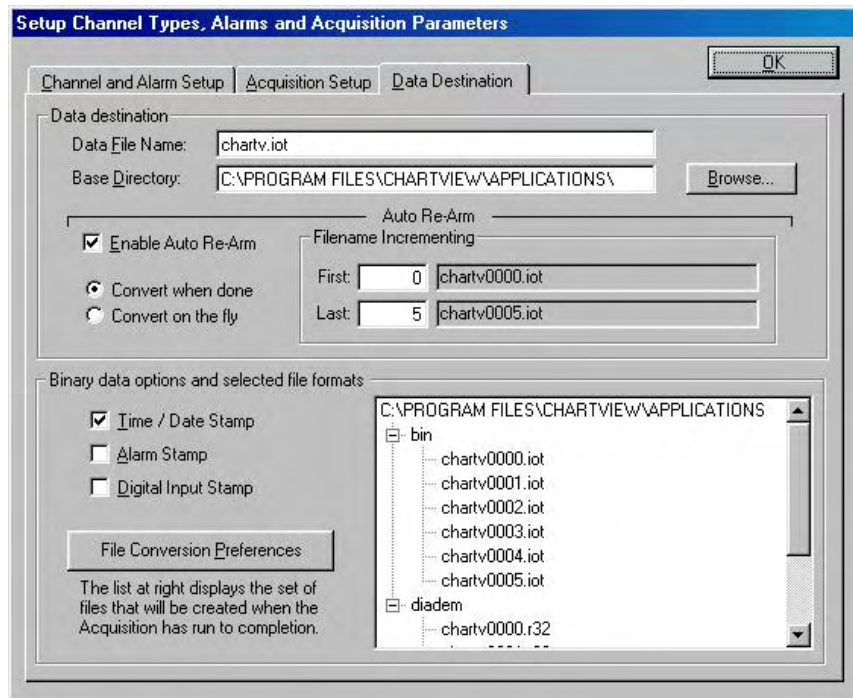 Setup Channel Types, Alarms and Acquisition Parameters
OK
Channel and Alarm Setup
Acquisition Setup
Data Destination
Data destination
Data File Name: chartv.iot
Base Directory: C:\PROGRAM FILES\CHARTVIEW\APPLICATIONS\ Browse...
Auto Re-Arm
Enable Auto Re-Arm
Convert when done
Convert on the fly
Filename Incrementing
First: 0 chartv0000.iot
Last: 5 chartv0005.iot
Binary data options and selected file formats
Time / Date Stamp
Alarm Stamp
Digital Input Stamp
File Conversion Preferences
The list at right displays the set of
files that will be created when the
Acquisition has run to completion.
C:\PROGRAM FILES\CHARTVIEW\APPLICATIONS
bin
chartv0000.iot
chartv0001.iot
chartv0002.iot
chartv0003.iot
chartv0004.iot
chartv0005.iot
diadem
chartv0000.r32